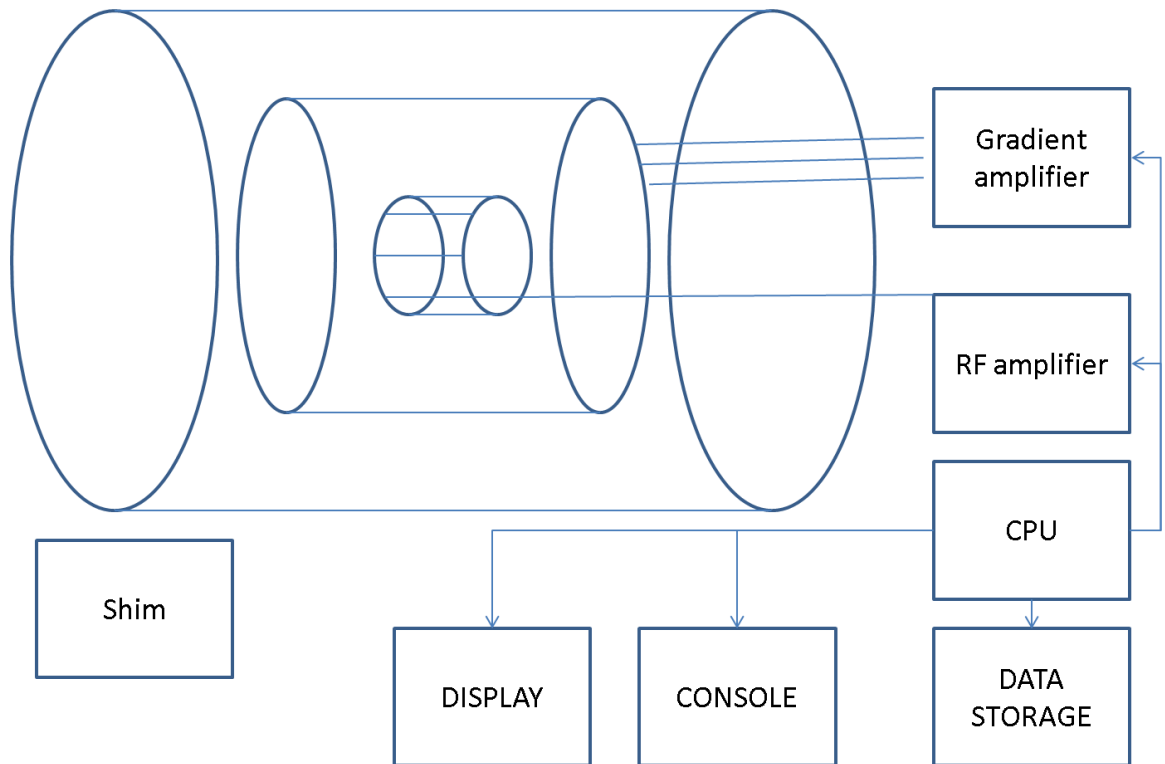 Gradient
amplifier
RF amplifier
CPU
Shim
DISPLAY
CONSOLE
DATA
STORAGE